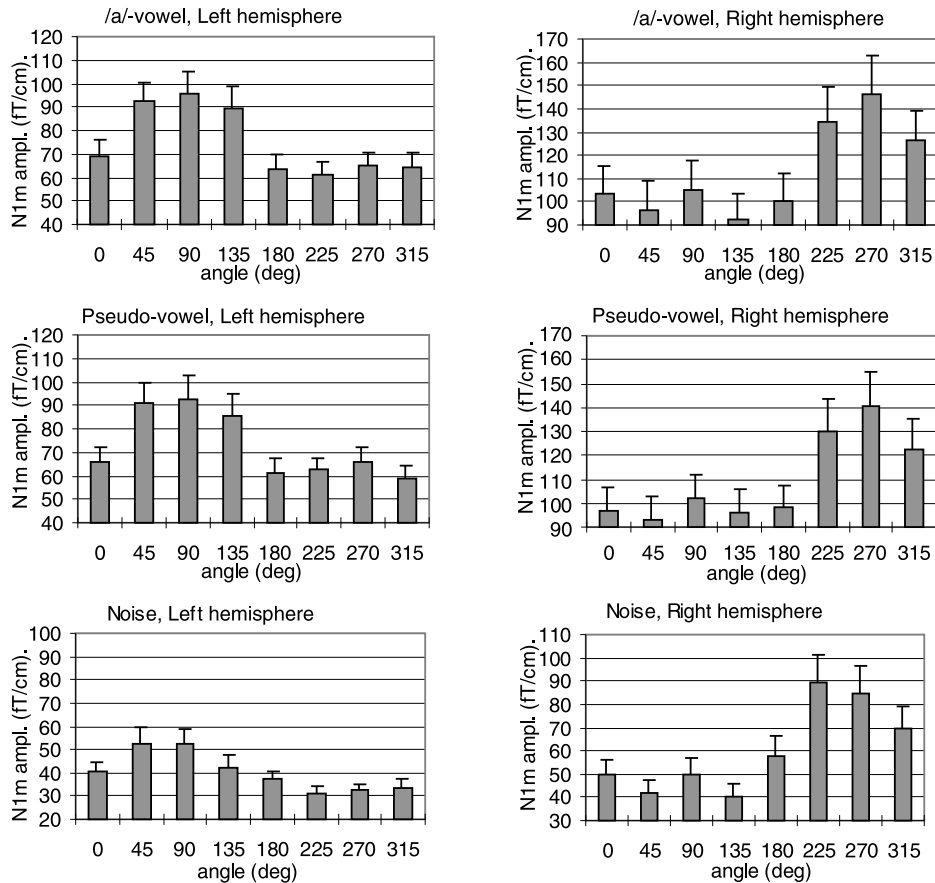 /a/-vowel, Left hemisphere
N1m ampl. (fT/cm).
120
110
100
90
80
70
60
50
40
0 45 90 135 180 225 270 315
angle (deg)
/a/-vowel, Right hemisphere
N1m ampl. (fT/cm).
170
160
150
140
130
120
110
100
90
0 45 90 135 180 225 270 315
angle (deg)
Pseudo-vowel, Left hemisphere
N1m ampl. (fT/cm).
120
110
100
90
80
70
60
50
40
0 45 90 135 180 225 270 315
angle (deg)
Pseudo-vowel, Right hemisphere
N1m ampl. (fT/cm).
170
160
150
140
130
120
110
100
90
0 45 90 135 180 225 270 315
angle (deg)
Noise, Left hemisphere
N1m ampl. (fT/cm).
100
90
80
70
60
50
40
30
20
0 45 90 135 180 225 270 315
angle (deg)
Noise, Right hemisphere
N1m ampl. (fT/cm).
110
100
90
80
70
60
50
40
30
0 45 90 135 180 225 270 315
angle (deg)